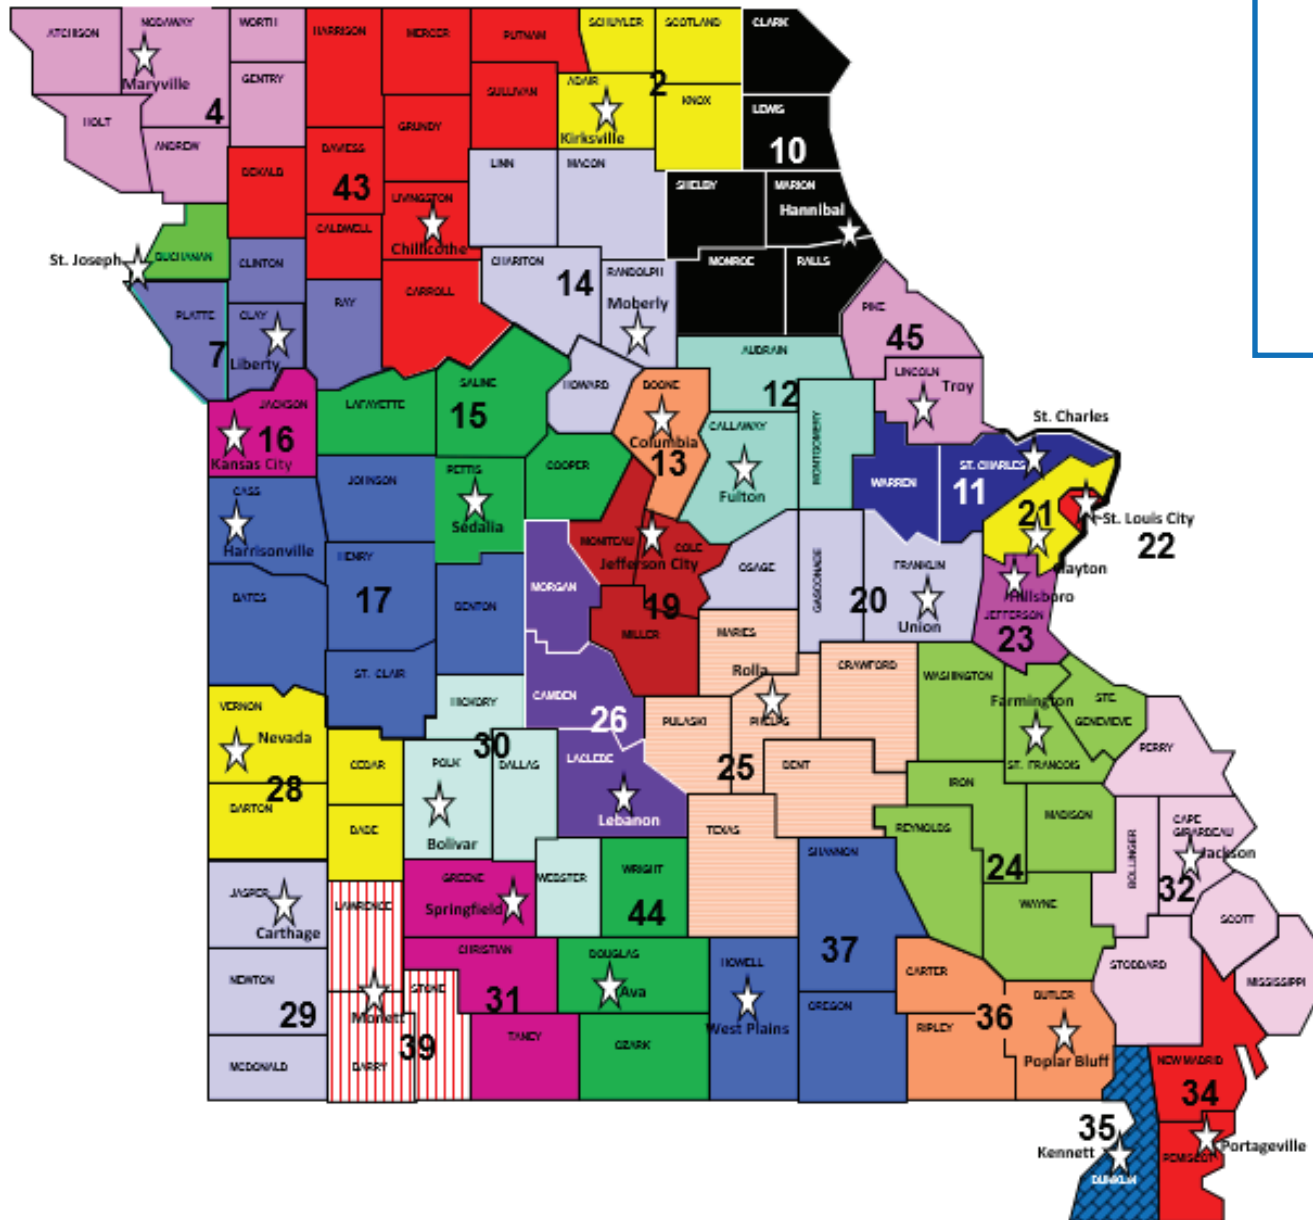 ATCHISON
NODAWAY
WORTH
HARRISON
MERCER
PUTNAM
SCHUYLER
SCOTLAND
CLARK
Maryville
GENTRY
SULLIVAN
ADAIR
2
KNOX
LEWIS
HOLT
4
GRUNDY
Kirksville
10
ANDREW
DEKALB
DAVIESS
43
LIVINGSTON
LINN
MACON
SHELBY
MARION
Hannibal
CALDWELL
Chillicothe
St. Joseph
BUCHANAN
CLINTON
CHARITON
14
RANDOLPH
MONROE
RALLS
PLATTE
CLAY
RAY
CARROLL
Moberly
PIKE
45
7
Liberty
AUDRAIN
LINCOLN
Troy
JACKSON
16
LAFAYETTE
SALINE
15
HOWARD
BOONE
12
St. Charles
Kansas City
Columbia
13
CALLAWAY
MONTGOMERY
CASS
JOHNSON
PETTIS
COOPER
Fulton
WARREN
11
ST. CHARLES
21
St. Louis City
22
Harrisonville
Sedalia
MONITEAU
COLE
Jefferson City
HENRY
OSAGE
GASCONADE
FRANKLIN
Clayton
BATES
17
BENTON
MORGAN
19
20
Union
Hillsboro
JEFFERSON
23
MILLER
MARIES
ST. CLAIR
Rolla
CRAWFORD
WASHINGTON
VERNON
HICKORY
CAMDEN
26
PULASKI
PHELPS
Farmington
STE.
GENEVIEVE
PERRY
Nevada
28
CEDAR
30
POLK
DALLAS
LACLEDE
25
DENT
ST. FRANCOIS
BARTON
DADE
Bolivar
Lebanon
TEXAS
IRON
MADISON
REYNOLDS
SHANNON
24
BOLLINGER
CAPE
GIRARDEAU
Jackson
JASPER
Carthage
LAWRENCE
GREENE
Springfield
WEBSTER
WRIGHT
44
WAYNE
32
SCOTT
NEWTON
29
CHRISTIAN
STONE
31
DOUGLAS
Ava
HOWELL
37
CARTER
STODDARD
MISSISSIPPI
Monett
39
West Plains
OREGON
36
BUTLER
MCDONALD
BARRY
TANEY
OZARK
RIPLEY
Poplar Bluff
NEW MADRID
34
35
Kennett
DUNKLIN
PEMISCOT
Portageville